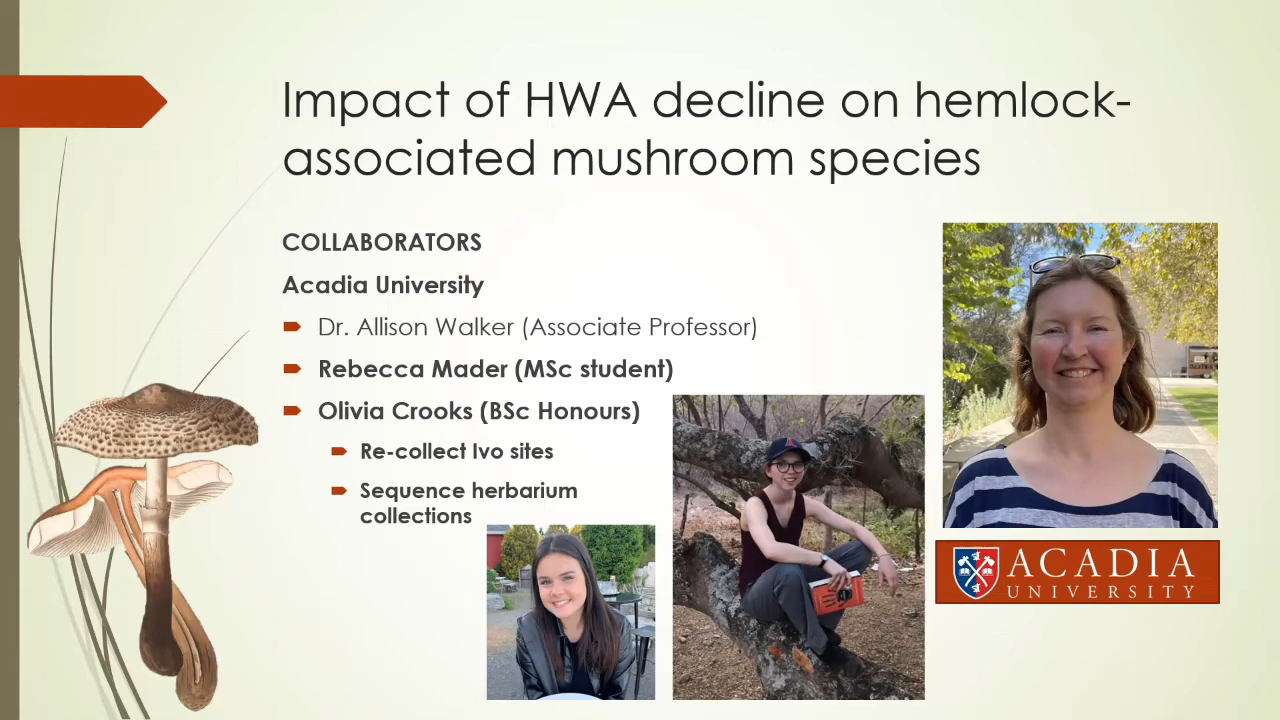 Impact of HWA decline on hemlock-
associated mushroom species
COLLABORATORS
Acadia University
Dr. Allison Walker (Associate Professor)
Rebecca Mader (MSc student)
Olivia Crooks (BSc Honours)
Re-collect Ivo sites
Sequence herbarium
collections
ACADIA
UNIVERSITY